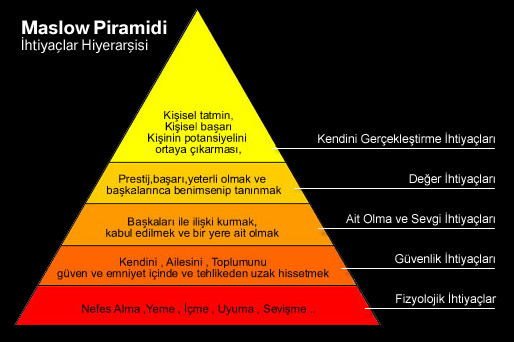 Maslow Piramidi
İhtiyaçlar Hiyerarşisi
Kişisel tatmin,
Kişisel başarı
Kişinin potansiyelini
ortaya çıkarması,
Kendini Gerçekleştirme İhtiyaçları
Prestij,başarı,yeterli olmak ve
başkalarınca benimsenip tanınmak
Değer İhtiyaçları
Başkaları ile ilişki kurmak,
kabul edilmek ve bir yere ait olmak
Ait Olma ve Sevgi İhtiyaçları
Kendini , Ailesini , Toplumunu
güven ve emniyet içinde ve tehlikeden uzak hissetmek
Güvenlik İhtiyaçları
Nefes Alma ,Yeme , İçme , Uyuma , Sevişme ..
Fizyolojik İhtiyaçlar